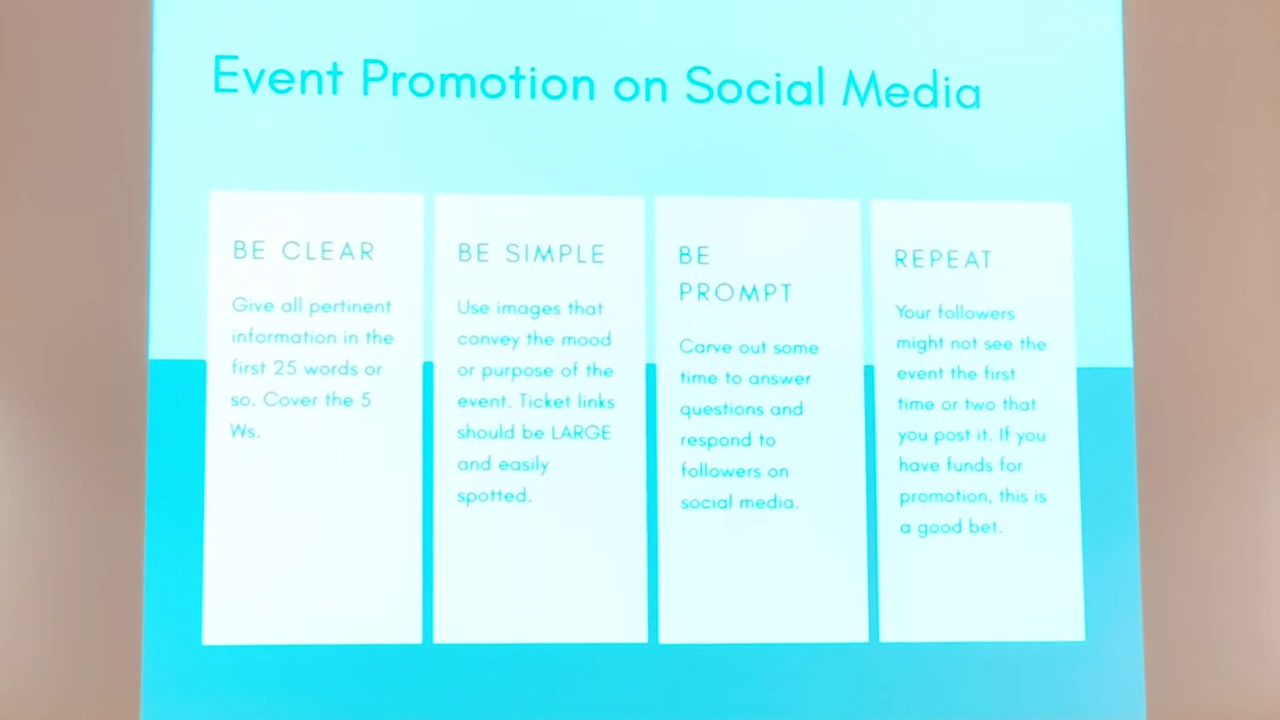 Event Promotion on Social Media
BE CLEAR
Give all pertinent
information in the
first 25 words or
so. Cover the 5
Ws.
BE SIMPLE
Use images that
convey the mood
or purpose of the
event. Ticket links
should be LARGE
and easily
spotted.
BE
PROMPT
Carve out some
time to answer
questions and
respond to
followers on
social media.
REPEAT
Your followers
might not see the
event the first
time or two that
you post it. If you
have funds for
promotion, this is
a good bet.